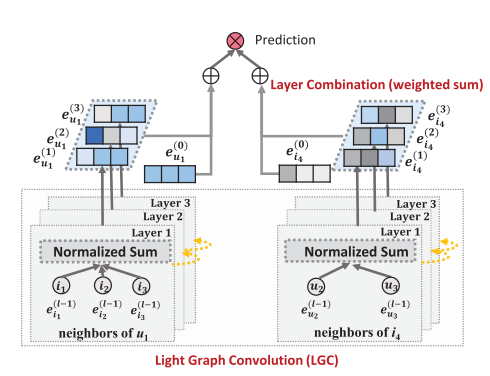 Prediction
Layer Combination (weighted sum)
e_{u_1}^{(3)}
e_{u_1}^{(2)}
e_{u_1}^{(1)}
e_{u_1}^{(0)}
e_{i_4}^{(3)}
e_{i_4}^{(2)}
e_{i_4}^{(1)}
e_{i_4}^{(0)}
Layer 3
Layer 2
Layer 1
Normalized Sum
i_1 i_2 i_3
e_{i_1}^{(l-1)} e_{i_2}^{(l-1)} e_{i_3}^{(l-1)}
neighbors of u_1
Layer 3
Layer 2
Layer 1
Normalized Sum
u_2 u_3
e_{u_2}^{(l-1)} e_{u_3}^{(l-1)}
neighbors of i_4
Light Graph Convolution (LGC)